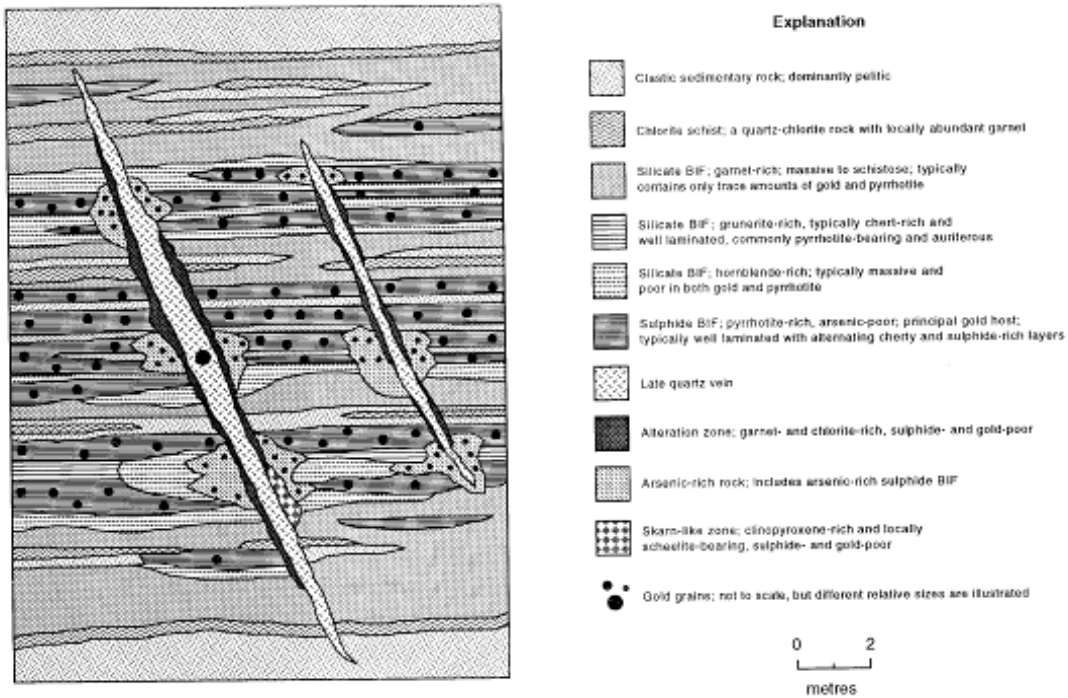 Explanation
Clastic sedimentary rock; dominantly pelitic
Chlorite schist; a quartz-chlorite rock with locally abundant garnet
Silicate BIF; garnet-rich; massive to schistose; typically
contains only trace amounts of gold and pyrrhotite
Silicate BIF; grunerite-rich, typically chert-rich and
well laminated, commonly pyrrhotite-bearing and auriferous
Silicate BIF; hornblende-rich; typically massive and
poor in both gold and pyrrhotite
Sulphide BIF; pyrrhotite-rich, arsenic-poor; principal gold host;
typically well laminated with alternating cherty and sulphide-rich layers
Late quartz vein
Alteration zone; garnet- and chlorite-rich, sulphide- and gold-poor
Arsenic-rich rock; includes arsenic-rich sulphide BIF
Skarn-like zone; clinopyroxene-rich and locally
scheelite-bearing, sulphide- and gold-poor
Gold grains; not to scale, but different relative sizes are illustrated
0 2
metres